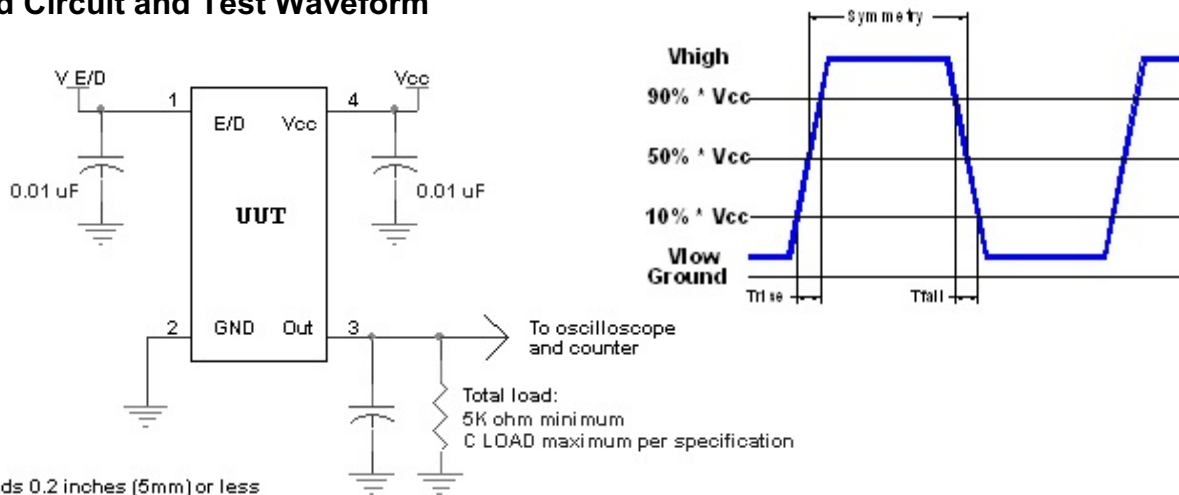 d Circuit and Test Waveform
V E/D
Vcc
1
4
E/D
Vcc
0.01 uF
0.01 uF
UUT
2
GND
Out
3
To oscilloscope
and counter
Total load:
5K ohm minimum
C LOAD maximum per specification
ds 0.2 inches (5mm) or less
Symmetry
Vhigh
90% * Vcc
50% * Vcc
10% * Vcc
Vlow
Ground
Trise
Tfall